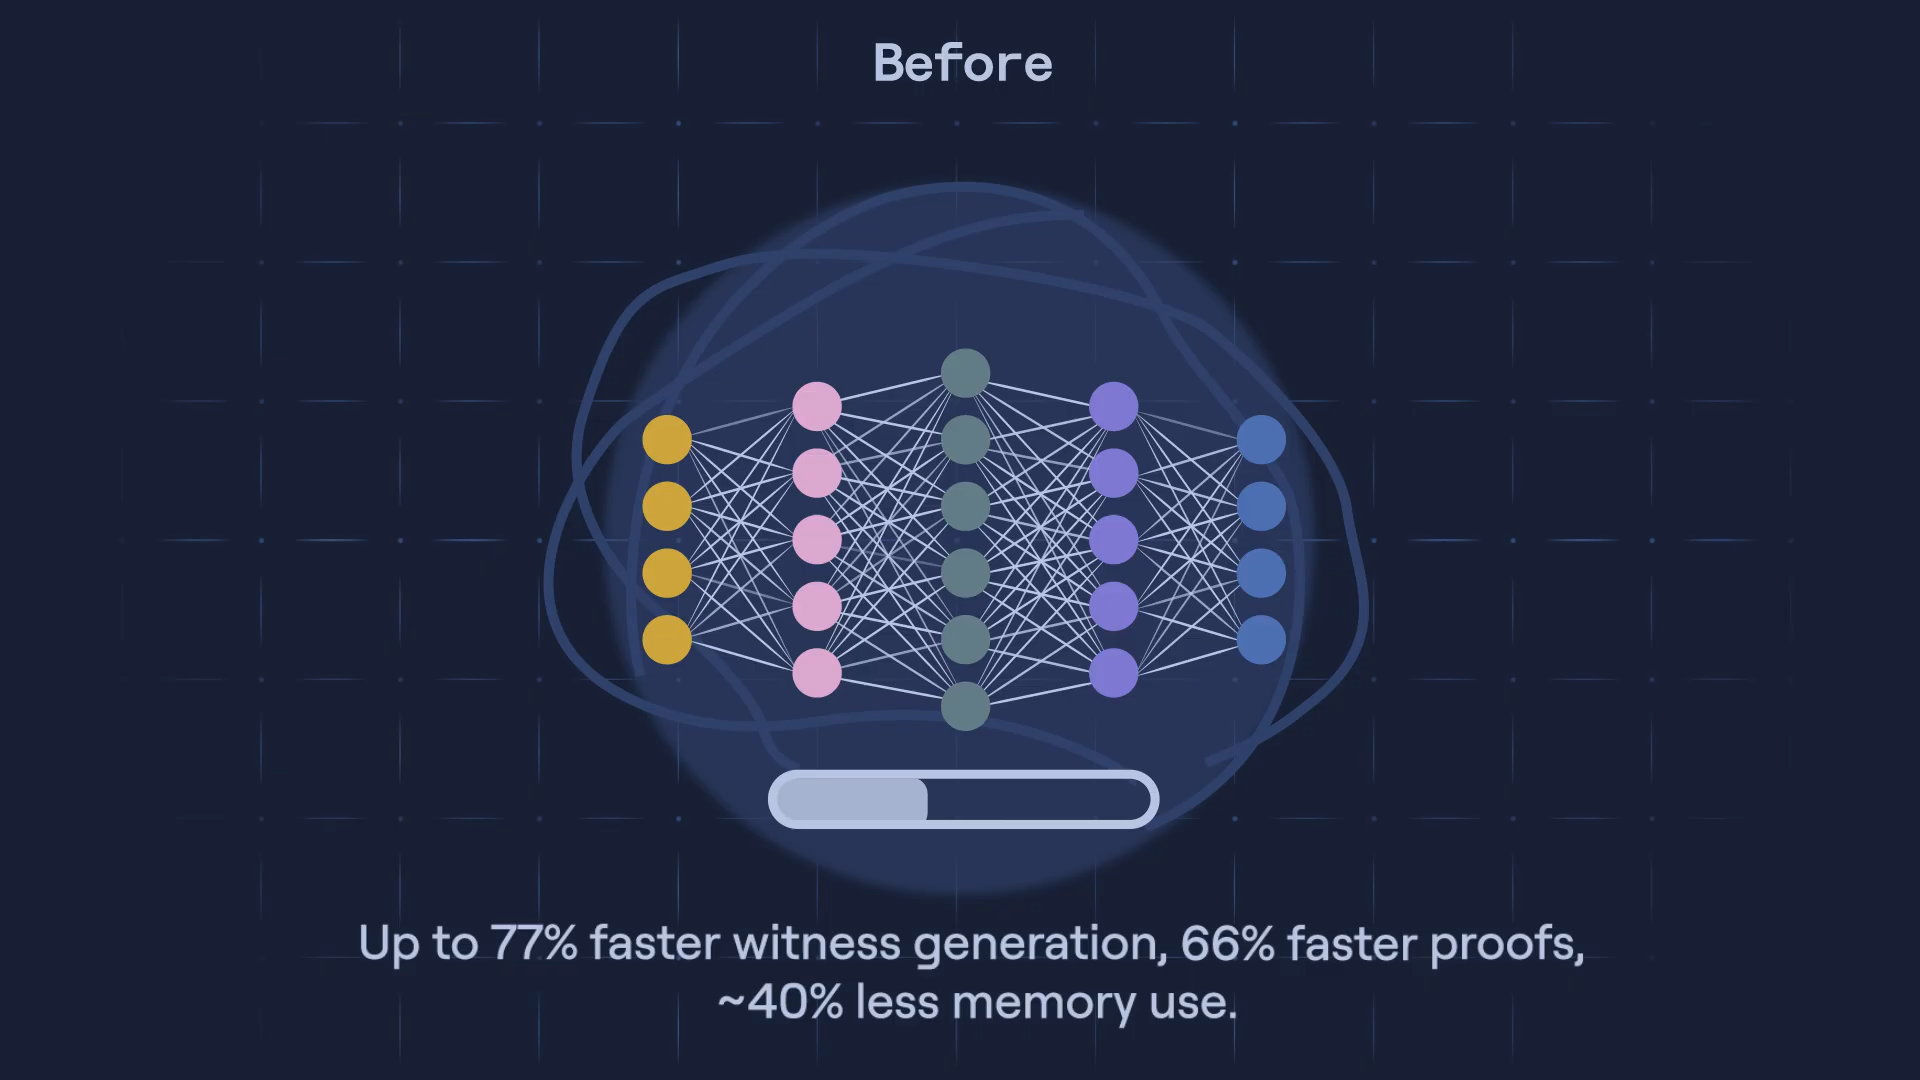 Before
Up to 77% faster witness generation, 66% faster proofs,
~40% less memory use.